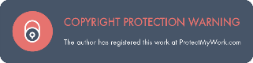 COPYRIGHT PROTECTION WARNING
The author has registered this work at ProtectMyWork.com